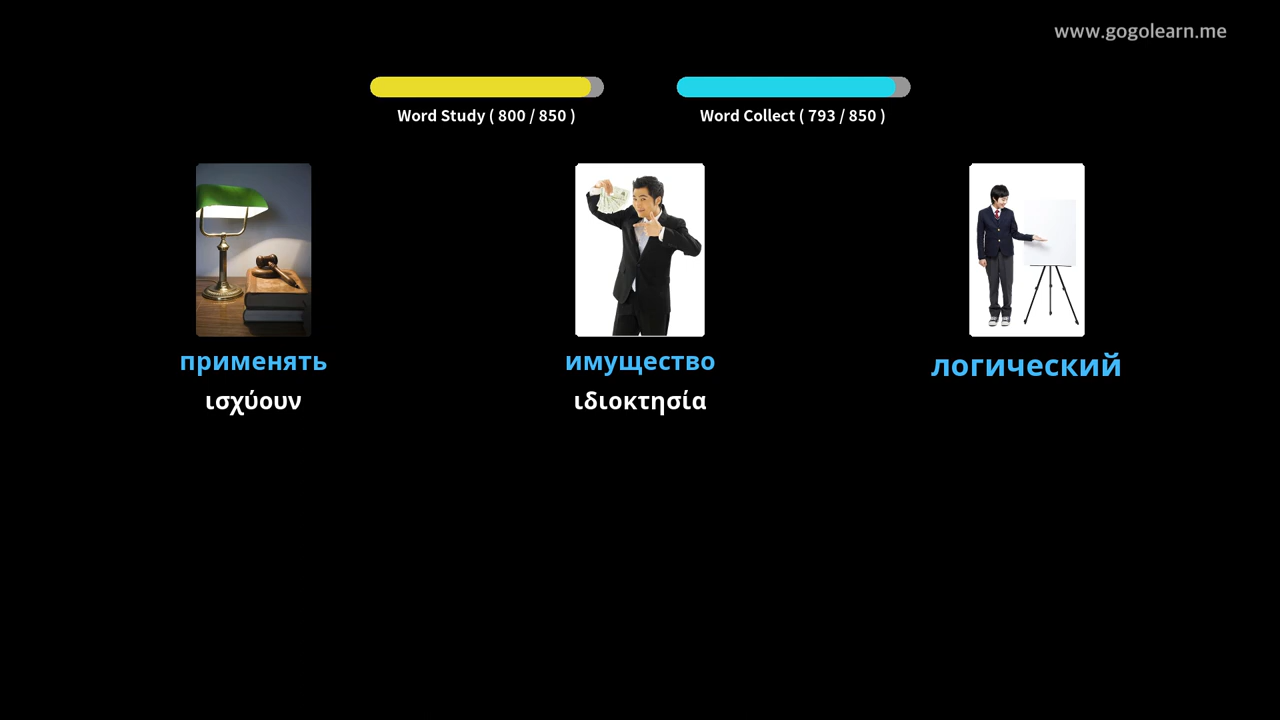 www.gogolearn.me
Word Study ( 800 / 850 )
Word Collect ( 793 / 850 )
применять
ισχύουν
имущество
ιδιοκτησία
логический